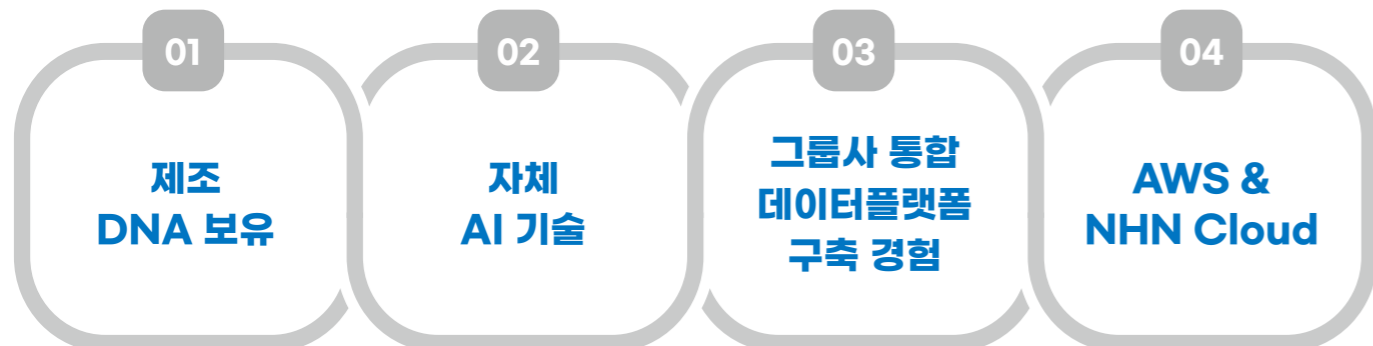 01
제조
DNA 보유
02
자체
AI 기술
03
그룹사 통합
데이터플랫폼
구축 경험
04
AWS &
NHN Cloud